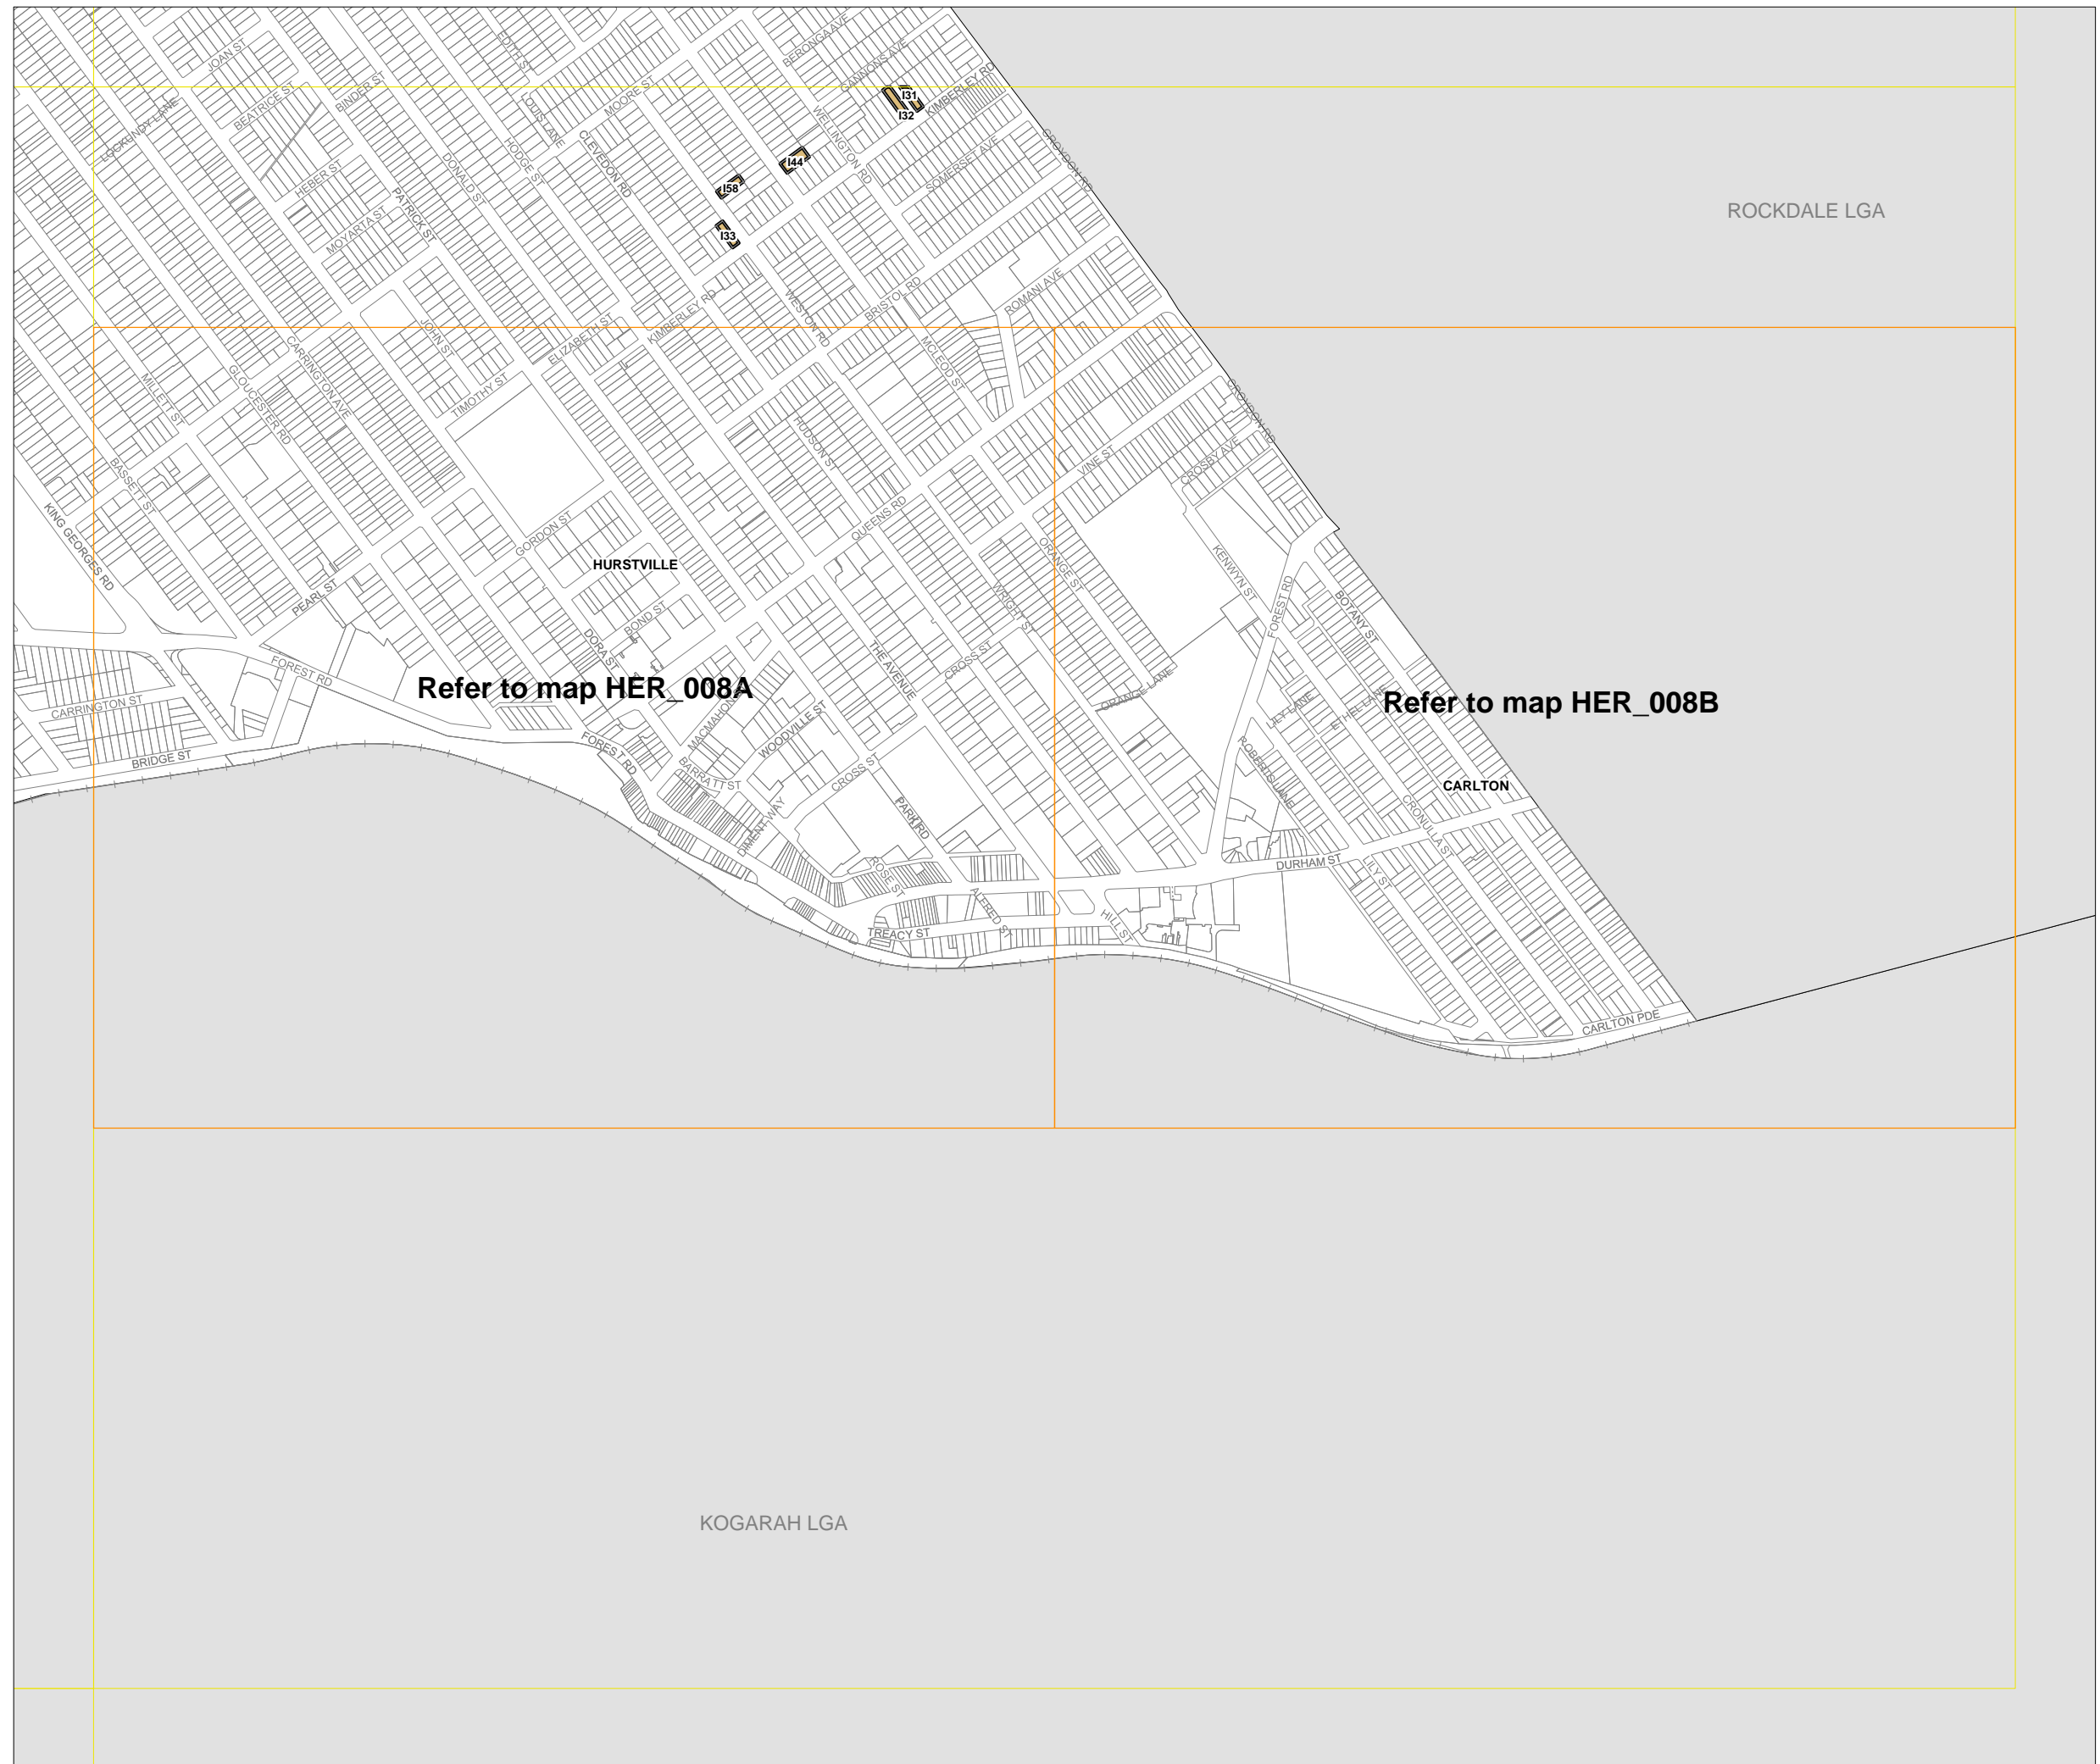 JOAN ST
EDITH ST
BERONGA AVE
CANNONS AVE
KIMBERLEY RD
LOCKENDY LANE
BEATRICE ST
BINDER ST
LOUIS LANE
MOORE ST
I31
I32
WELLINGTON RD
CROYDON RD
HEBER ST
MOYARTA ST
PATRICK ST
DONALD ST
HODGE ST
CLEVEDON RD
I44
I58
I33
SOMERSET AVE
ROCKDALE LGA
JOHN ST
ELIZABETH ST
KIMBERLEY RD
WESTON RD
BRISTOL RD
ROMANI AVE
MILLETT ST
GLOUCESTER RD
CARRINGTON AVE
TIMOTHY ST
MCLEOD ST
CROYDON RD
HUDSON ST
VINE ST
CROSBY AVE
BASSETT ST
KING GEORGES RD
GORDON ST
QUEENS RD
ORANGE ST
KENWYN ST
HURSTVILLE
PEARL ST
BOND ST
WRIGHT ST
FOREST RD
BOTANY ST
DORA ST
THE AVENUE
CROSS ST
FOREST RD
Refer to map HER_008A
Refer to map HER_008B
CARRINGTON ST
MACMAHON
WOODVILLE ST
ORANGE LANE
LILY LANE
ETHEL LANE
BRIDGE ST
FOREST RD
BARRATT ST
CROSS ST
ROBERTS LANE
CARLTON
DIMENT WAY
PARK RD
CRONULLA ST
ROSE ST
DURHAM ST
LILY ST
TREACY ST
ALFRED ST
HILL ST
CARLTON PDE
KOGARAH LGA